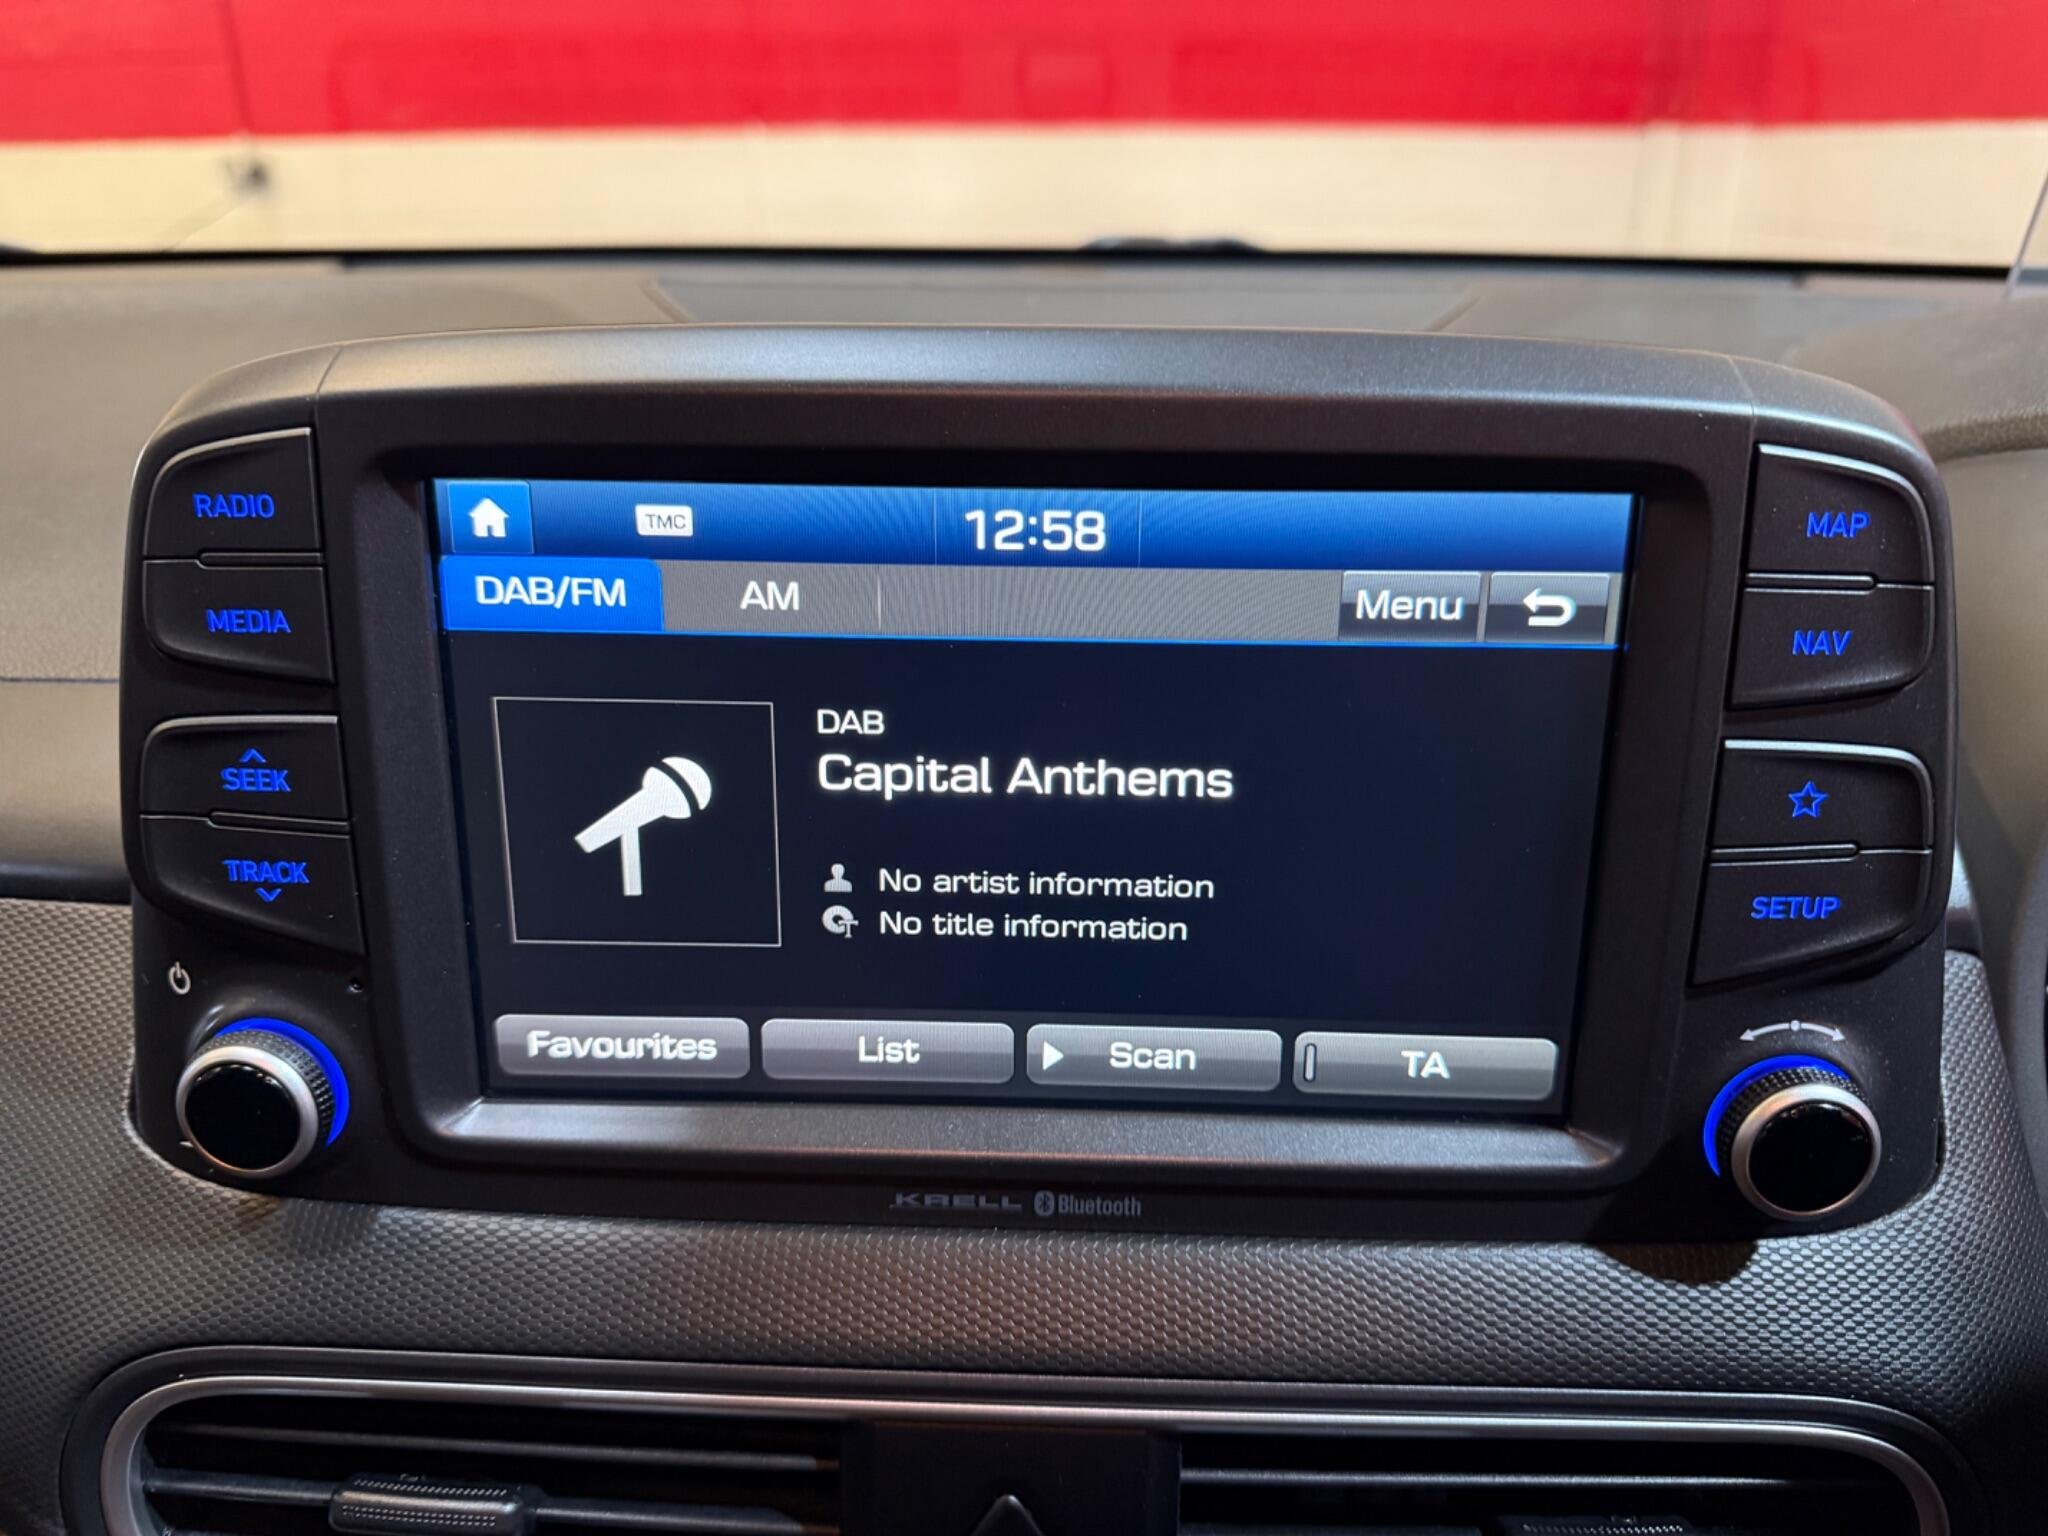 RADIO
MEDIA
SEEK
TRACK
TMC
12:58
DAB/FM
AM
Menu
DAB
Capital Anthems
No artist information
No title information
Favourites
List
Scan
TA
MAP
NAV
SETUP
KRELL Bluetooth